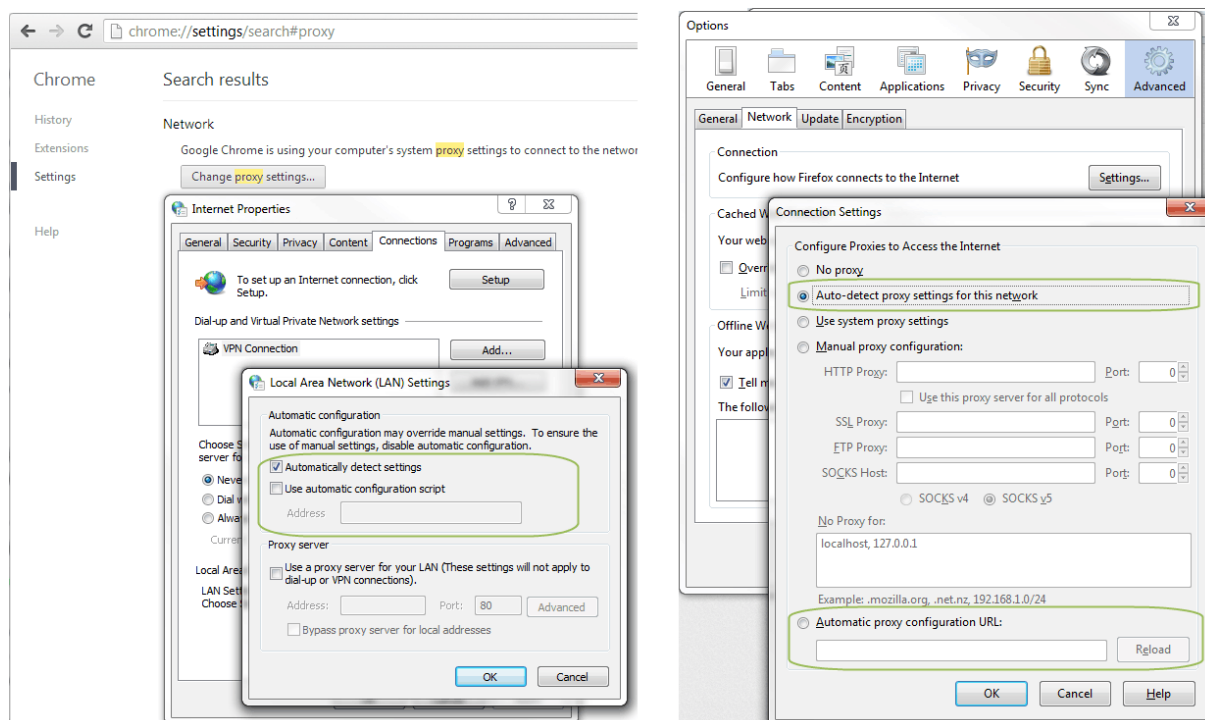 chrome://settings/search#proxy
Chrome
Search results
History
Extensions
Settings
Help
Network
Google Chrome is using your computer's system proxy settings to connect to the
Change proxy settings...
Internet Properties
General Security Privacy Content Connections Programs Advanced
To set up an Internet connection, click
Setup.
Setup
Dial-up and Virtual Private Network settings
VPN Connection
Add...
Choose
server
Local
LAN
Choose
Local Area Network (LAN) Settings
Automatic configuration
Automatic configuration may override manual settings. To ensure the
use of manual settings, disable automatic configuration.
Automatically detect settings
Use automatic configuration script
Address
Proxy server
Use a proxy server for your LAN (These settings will not apply to
dial-up or VPN connections).
Address:
Port: 80
Advanced
Bypass proxy server for local addresses
OK
Cancel
Options
General Tabs Content Applications Privacy Security Sync Advanced
General Network Update Encryption
Connection
Configure how Firefox connects to the Internet
Settings...
Cached
Your
Offline
Your
The
Connection Settings
Configure Proxies to Access the Internet
No proxy
Auto-detect proxy settings for this network
Use system proxy settings
Manual proxy configuration:
HTTP Proxy: Port: 0
Use this proxy server for all protocols
SSL Proxy: Port: 0
FTP Proxy: Port: 0
SOCKS Host: Port: 0
SOCKS v4 SOCKS v5
No Proxy for:
localhost, 127.0.0.1
Example: .mozilla.org, .net.nz, 192.168.1.0/24
Automatic proxy configuration URL:
Reload
OK Cancel Help